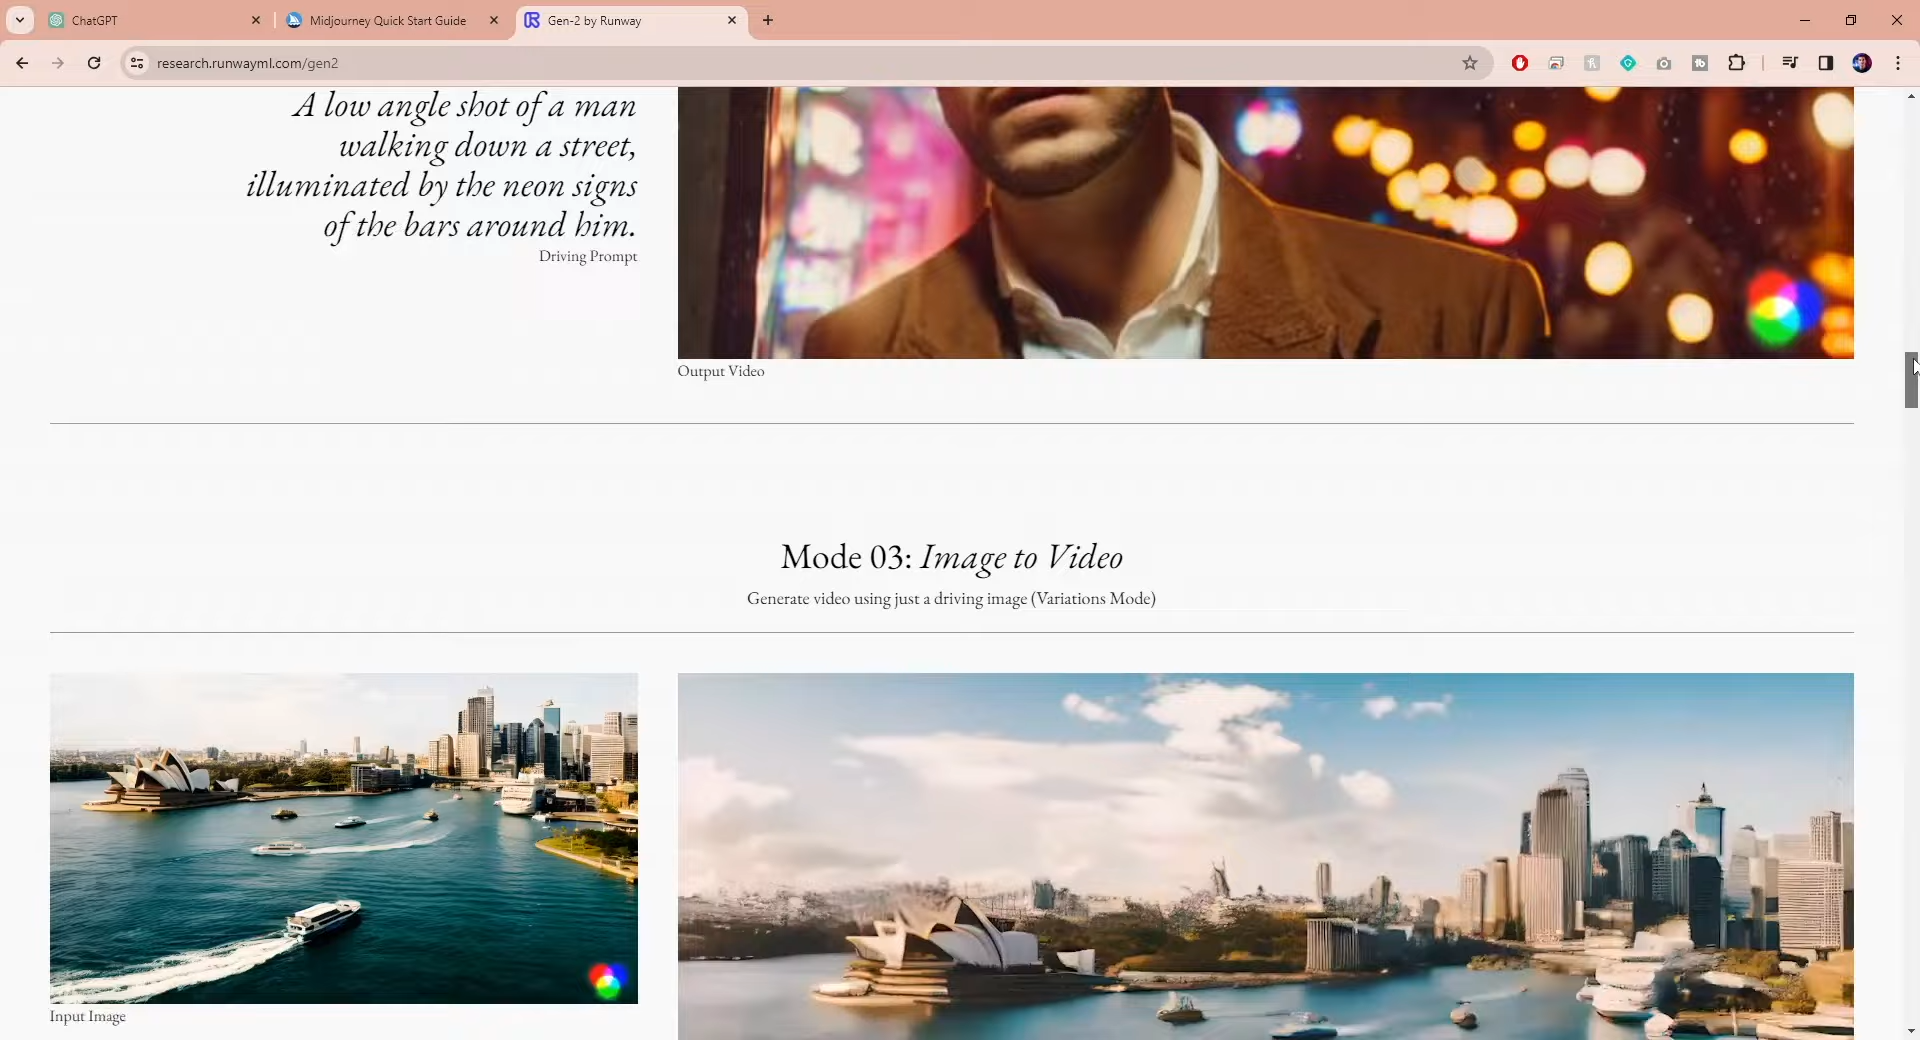 ChatGPT
Midjourney Quick Start Guide
Gen-2 by Runway
research.runwayml.com/gen2
A low angle shot of a man
walking down a street,
illuminated by the neon signs
of the bars around him.
Driving Prompt
Output Video
Mode 03: Image to Video
Generate video using just a driving image (Variations Mode)
Input Image